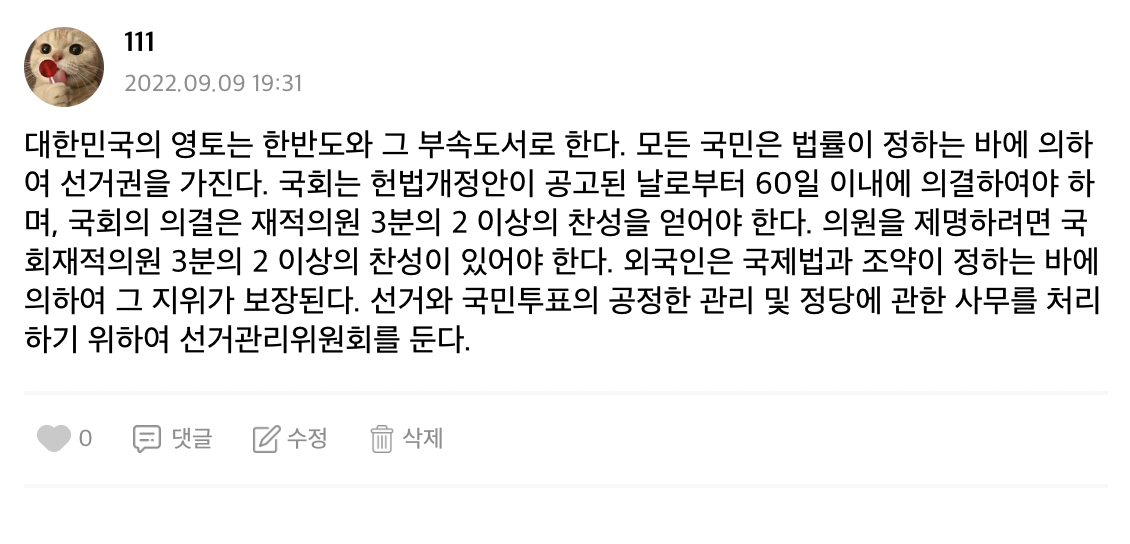 111
2022.09.09 19:31
대한민국의 영토는 한반도와 그 부속도서로 한다. 모든 국민은 법률이 정하는 바에 의하
여 선거권을 가진다. 국회는 헌법개정안이 공고된 날로부터 60일 이내에 의결하여야 하
며, 국회의 의결은 재적의원 3분의 2 이상의 찬성을 얻어야 한다. 의원을 제명하려면 국
회재적의원 3분의 2 이상의 찬성이 있어야 한다. 외국인은 국제법과 조약이 정하는 바에
의하여 그 지위가 보장된다. 선거와 국민투표의 공정한 관리 및 정당에 관한 사무를 처리
하기 위하여 선거관리위원회를 둔다.
0 댓글 수정 삭제